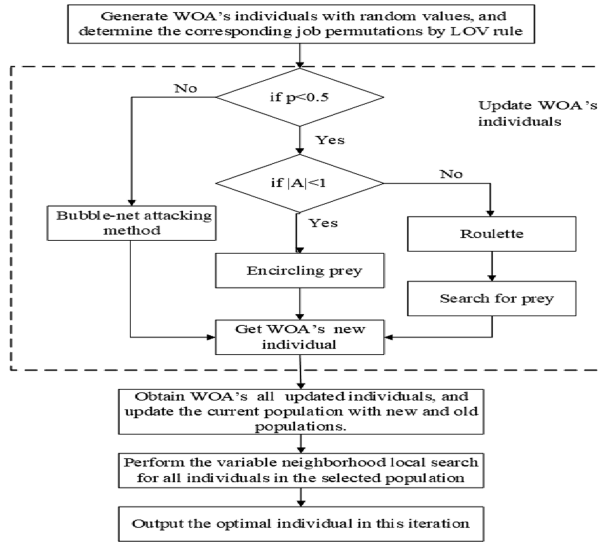 Generate WOA's individuals with random values, and
determine the corresponding job permutations by LOV rule
No
if p<0.5
Update WOA's
individuals
Yes
if |A|<1
No
Bubble-net attacking
method
Yes
Roulette
Encircling prey
Search for prey
Get WOA's new
individual
Obtain WOA's all updated individuals, and
update the current population with new and old
populations.
Perform the variable neighborhood local search
for all individuals in the selected population
Output the optimal individual in this iteration